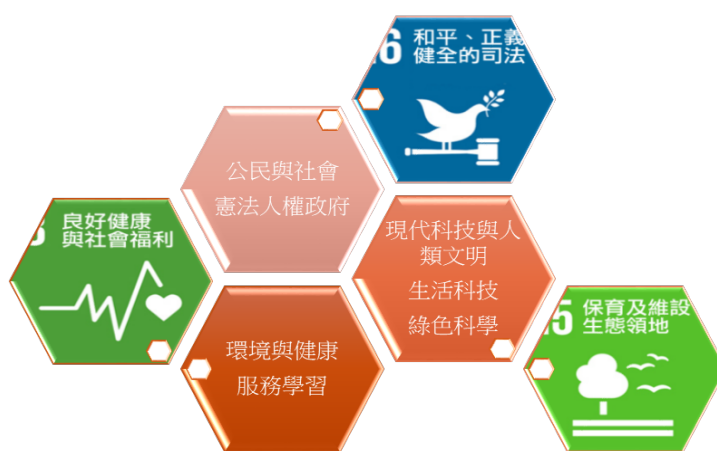 16 和平、正義
健全的司法
公民與社會
憲法人權政府
3 良好健康
與社會福利
現代科技與人
類文明
生活科技
綠色科學
環境與健康
服務學習
15 保育及維設
生態領地